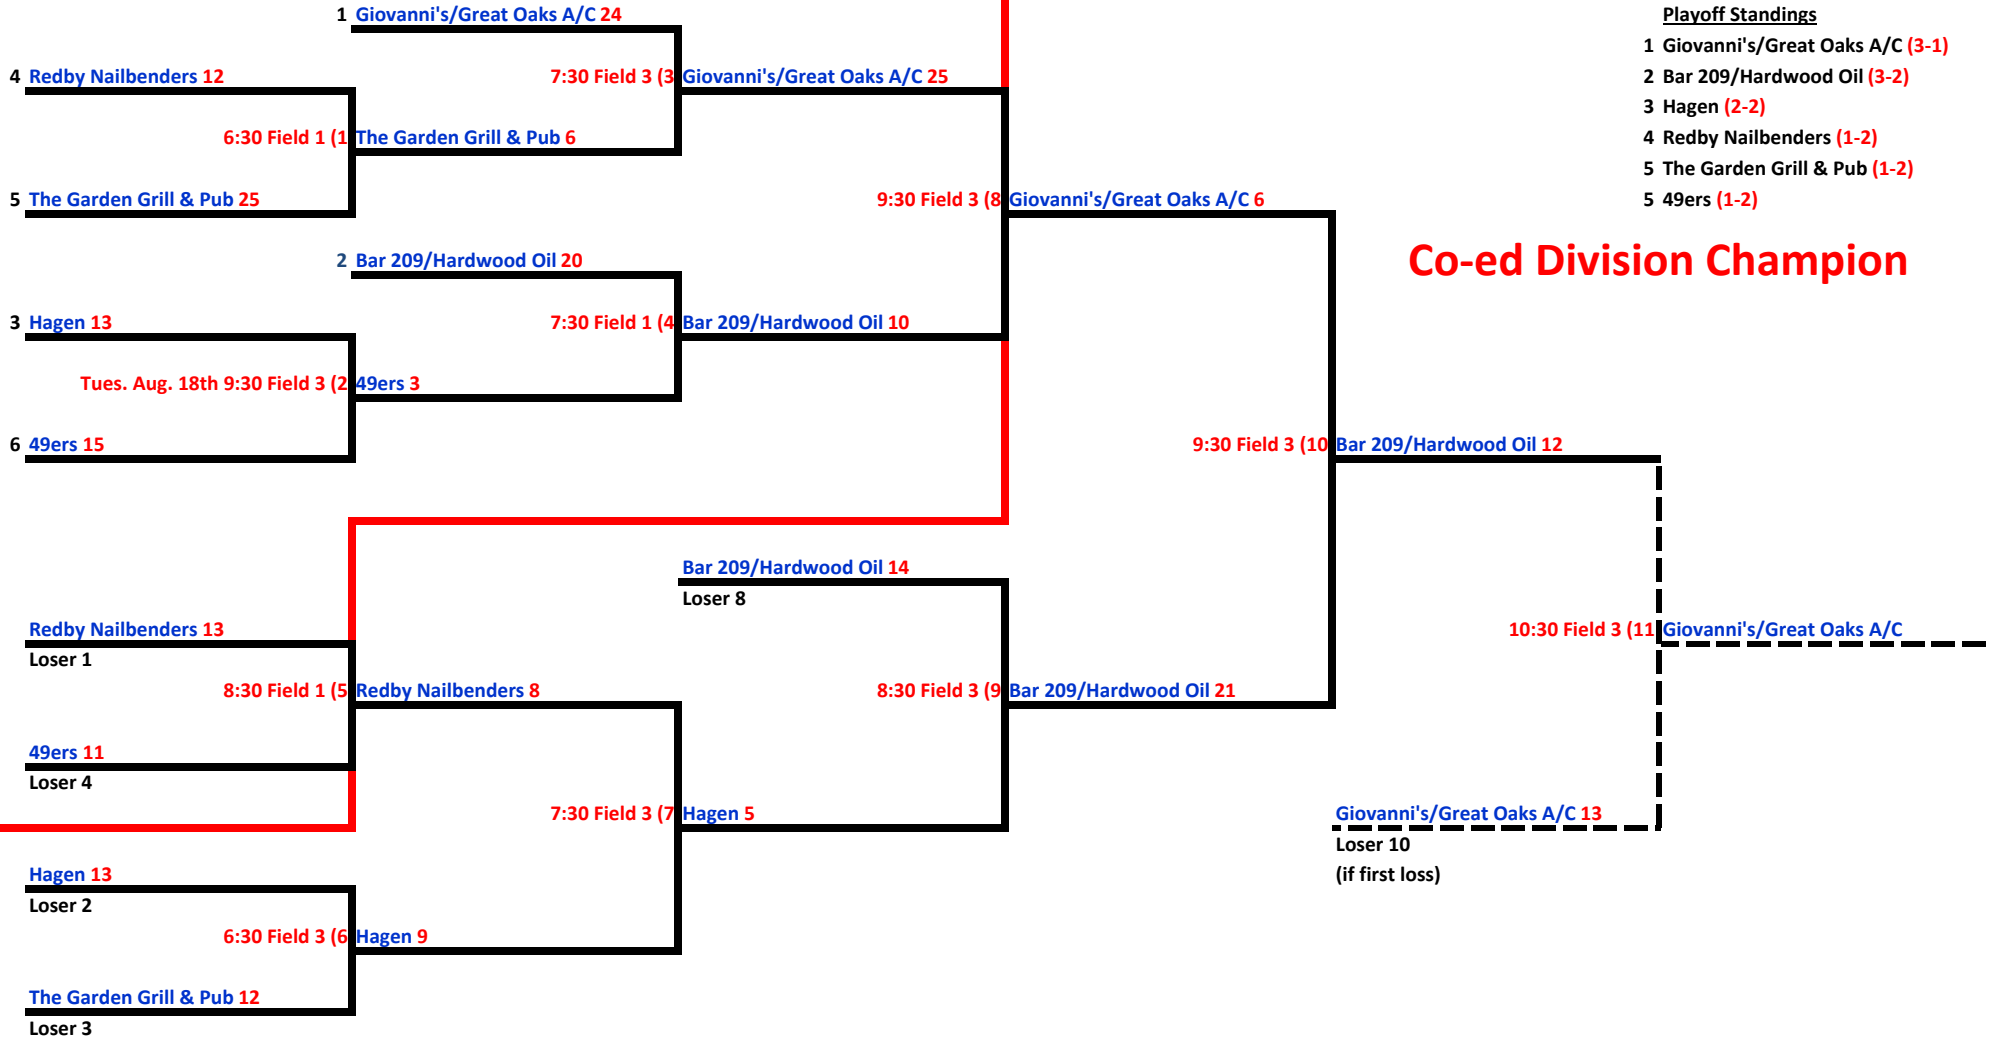 1 Giovanni's/Great Oaks A/C 24
Playoff Standings
1 Giovanni's/Great Oaks A/C (3-1)
4 Redby Nailbenders 12
7:30 Field 3 (3
Giovanni's/Great Oaks A/C 25
2 Bar 209/Hardwood Oil (3-2)
3 Hagen (2-2)
6:30 Field 1 (1
The Garden Grill & Pub 6
4 Redby Nailbenders (1-2)
5 The Garden Grill & Pub (1-2)
5 The Garden Grill & Pub 25
9:30 Field 3 (8
Giovanni's/Great Oaks A/C 6
5 49ers (1-2)
2 Bar 209/Hardwood Oil 20
Co-ed Division Champion
3 Hagen 13
7:30 Field 1 (4
Bar 209/Hardwood Oil 10
Tues. Aug. 18th 9:30 Field 3 (2
49ers 3
6 49ers 15
9:30 Field 3 (10
Bar 209/Hardwood Oil 12
Bar 209/Hardwood Oil 14
Loser 8
Redby Nailbenders 13
10:30 Field 3 (11
Giovanni's/Great Oaks A/C
Loser 1
8:30 Field 1 (5
Redby Nailbenders 8
8:30 Field 3 (9
Bar 209/Hardwood Oil 21
49ers 11
Loser 4
7:30 Field 3 (7
Hagen 5
Giovanni's/Great Oaks A/C 13
Loser 10
Hagen 13
(if first loss)
Loser 2
6:30 Field 3 (6
Hagen 9
The Garden Grill & Pub 12
Loser 3